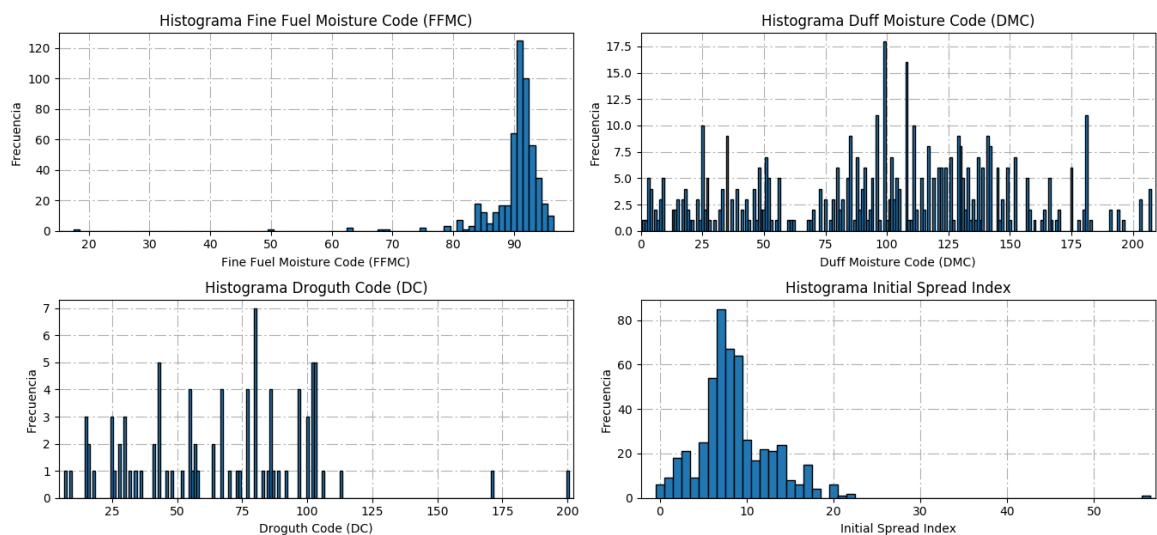 Histograma Fine Fuel Moisture Code (FFMC)
Frecuencia
120
100
80
60
40
20
0
20 30 40 50 60 70 80 90
Fine Fuel Moisture Code (FFMC)
Histograma Duff Moisture Code (DMC)
Frecuencia
17.5
15.0
12.5
10.0
7.5
5.0
2.5
0.0
0 25 50 75 100 125 150 175 200
Duff Moisture Code (DMC)
Histograma Droguth Code (DC)
Frecuencia
7
6
5
4
3
2
1
0
25 50 75 100 125 150 175 200
Droguth Code (DC)
Histograma Initial Spread Index
Frecuencia
80
60
40
20
0
0 10 20 30 40 50
Initial Spread Index